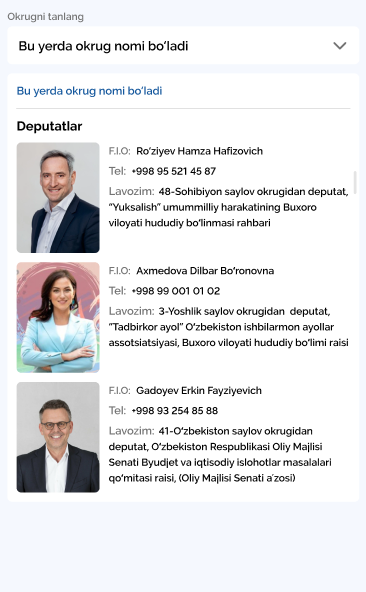 Okrugni tanlang
Bu yerda okrug nomi bo‘ladi
Bu yerda okrug nomi bo‘ladi
Deputatlar
F.I.O: Ro‘ziyev Hamza Hafizovich
Tel: +998 95 521 45 87
Lavozim: 48-Sohibiyon saylov okrugidan deputat,
“Yuksalish” umummilliy harakatining Buxoro
viloyati hududiy bo‘linmasi rahbari
F.I.O: Axmedova Dilbar Bo‘ronovna
Tel: +998 99 001 01 02
Lavozim: 3-Yoshlik saylov okrugidan deputat,
“Tadbirkor ayol” O‘zbekiston ishbilarmon ayollar
assotsiatsiyasi, Buxoro viloyati hududiy bo‘limi raisi
F.I.O: Gadoyev Erkin Fayziyevich
Tel: +998 93 254 85 88
Lavozim: 41-O‘zbekiston saylov okrugidan
deputat, O‘zbekiston Respublikasi Oliy Majlisi
Senati Byudjet va iqtisodiy islohotlar masalalari
qo‘mitasi raisi, (Oliy Majlisi Senati a’zosi)